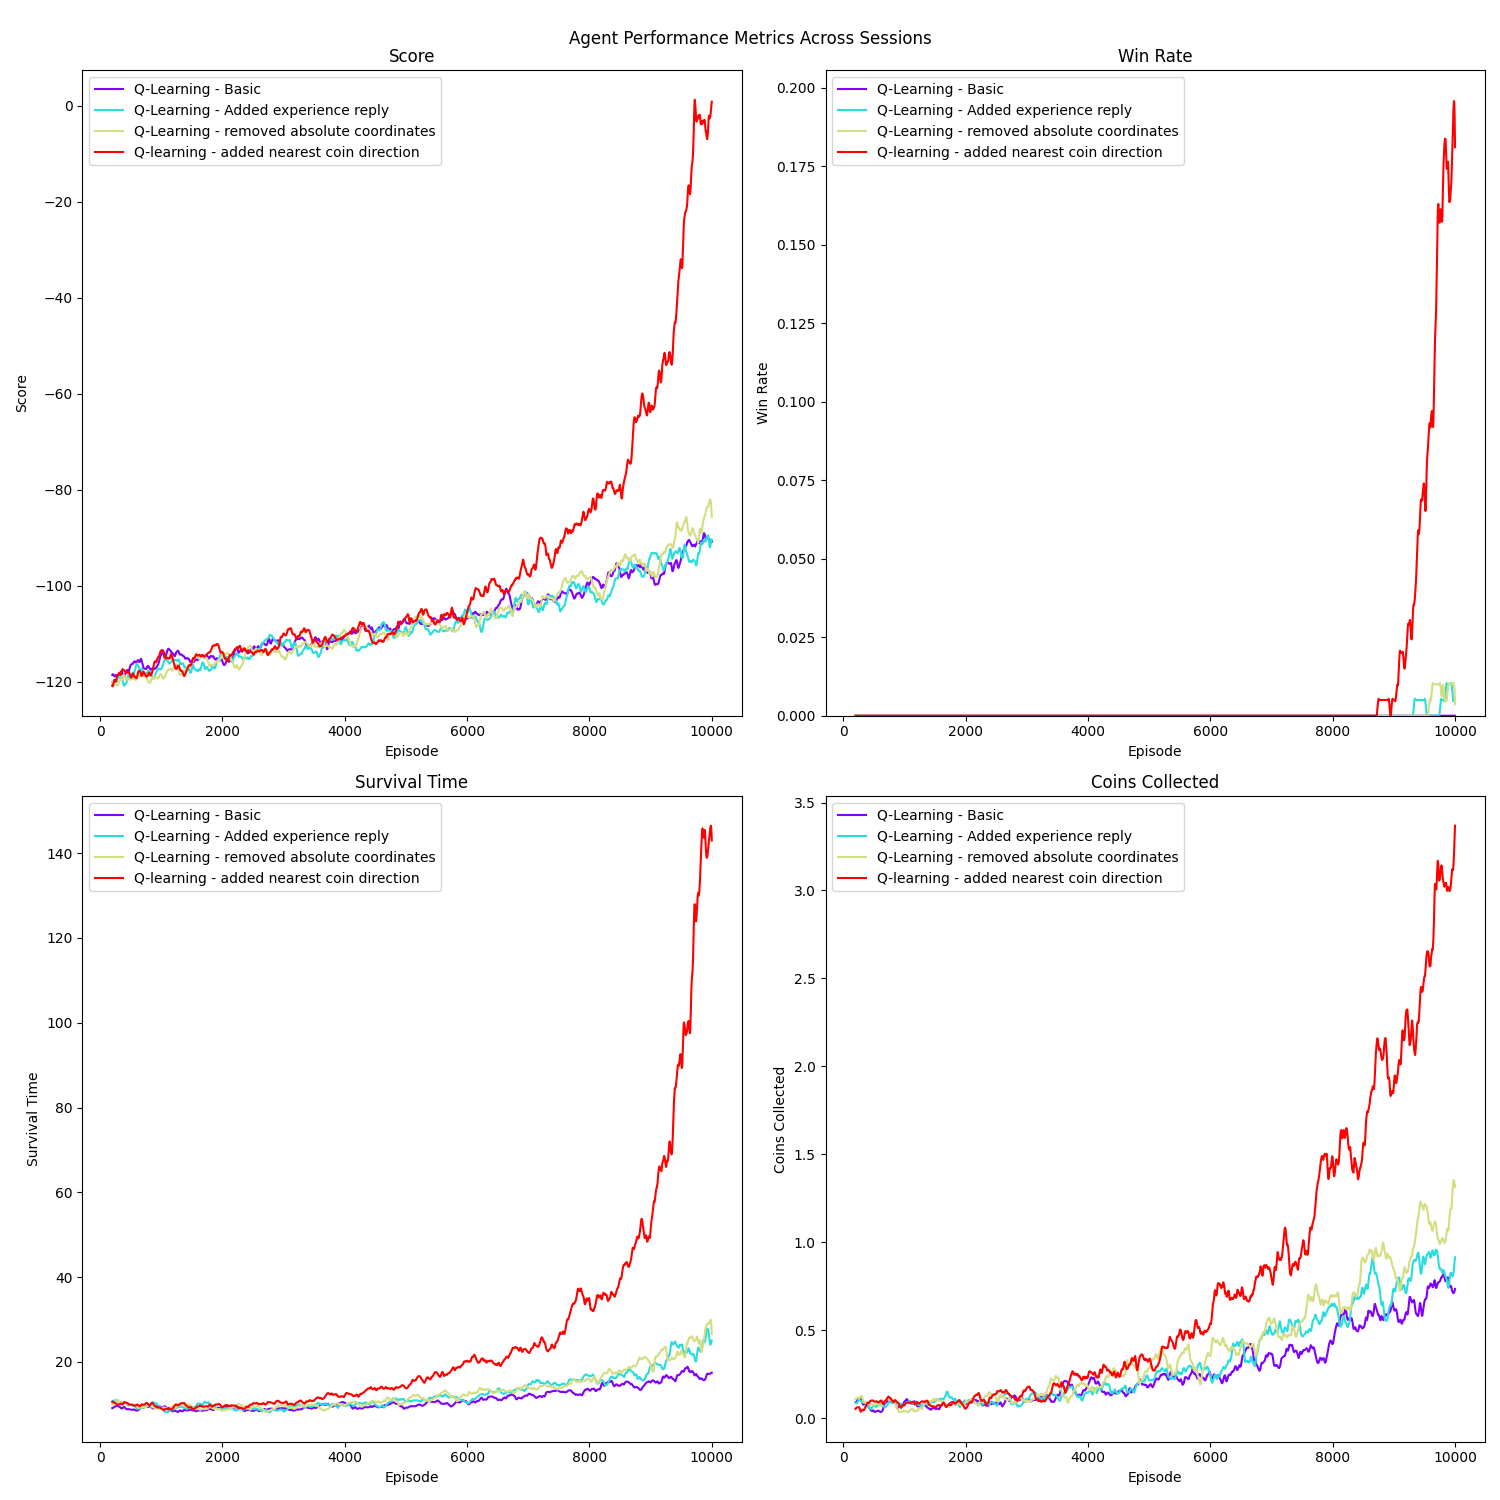 Agent Performance Metrics Across Sessions
Score
Q-Learning - Basic
Q-Learning - Added experience reply
Q-Learning - removed absolute coordinates
Q-learning - added nearest coin direction
0
−20
−40
−60
−80
−100
−120
Score
0 2000 4000 6000 8000 10000
Episode
Win Rate
Q-Learning - Basic
Q-Learning - Added experience reply
Q-Learning - removed absolute coordinates
Q-learning - added nearest coin direction
0.200
0.175
0.150
0.125
0.100
0.075
0.050
0.025
0.000
Win Rate
0 2000 4000 6000 8000 10000
Episode
Survival Time
Q-Learning - Basic
Q-Learning - Added experience reply
Q-Learning - removed absolute coordinates
Q-learning - added nearest coin direction
140
120
100
80
60
40
20
Survival Time
0 2000 4000 6000 8000 10000
Episode
Coins Collected
Q-Learning - Basic
Q-Learning - Added experience reply
Q-Learning - removed absolute coordinates
Q-learning - added nearest coin direction
3.5
3.0
2.5
2.0
1.5
1.0
0.5
0.0
Coins Collected
0 2000 4000 6000 8000 10000
Episode